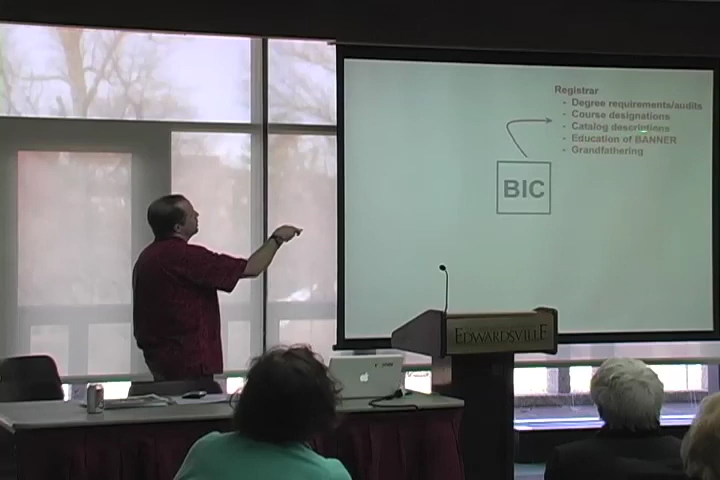 Registrar
- Degree requirements/audits
- Course designations
- Catalog descriptions
- Education of BANNER
- Grandfathering
BIC
EDWARDSVILLE